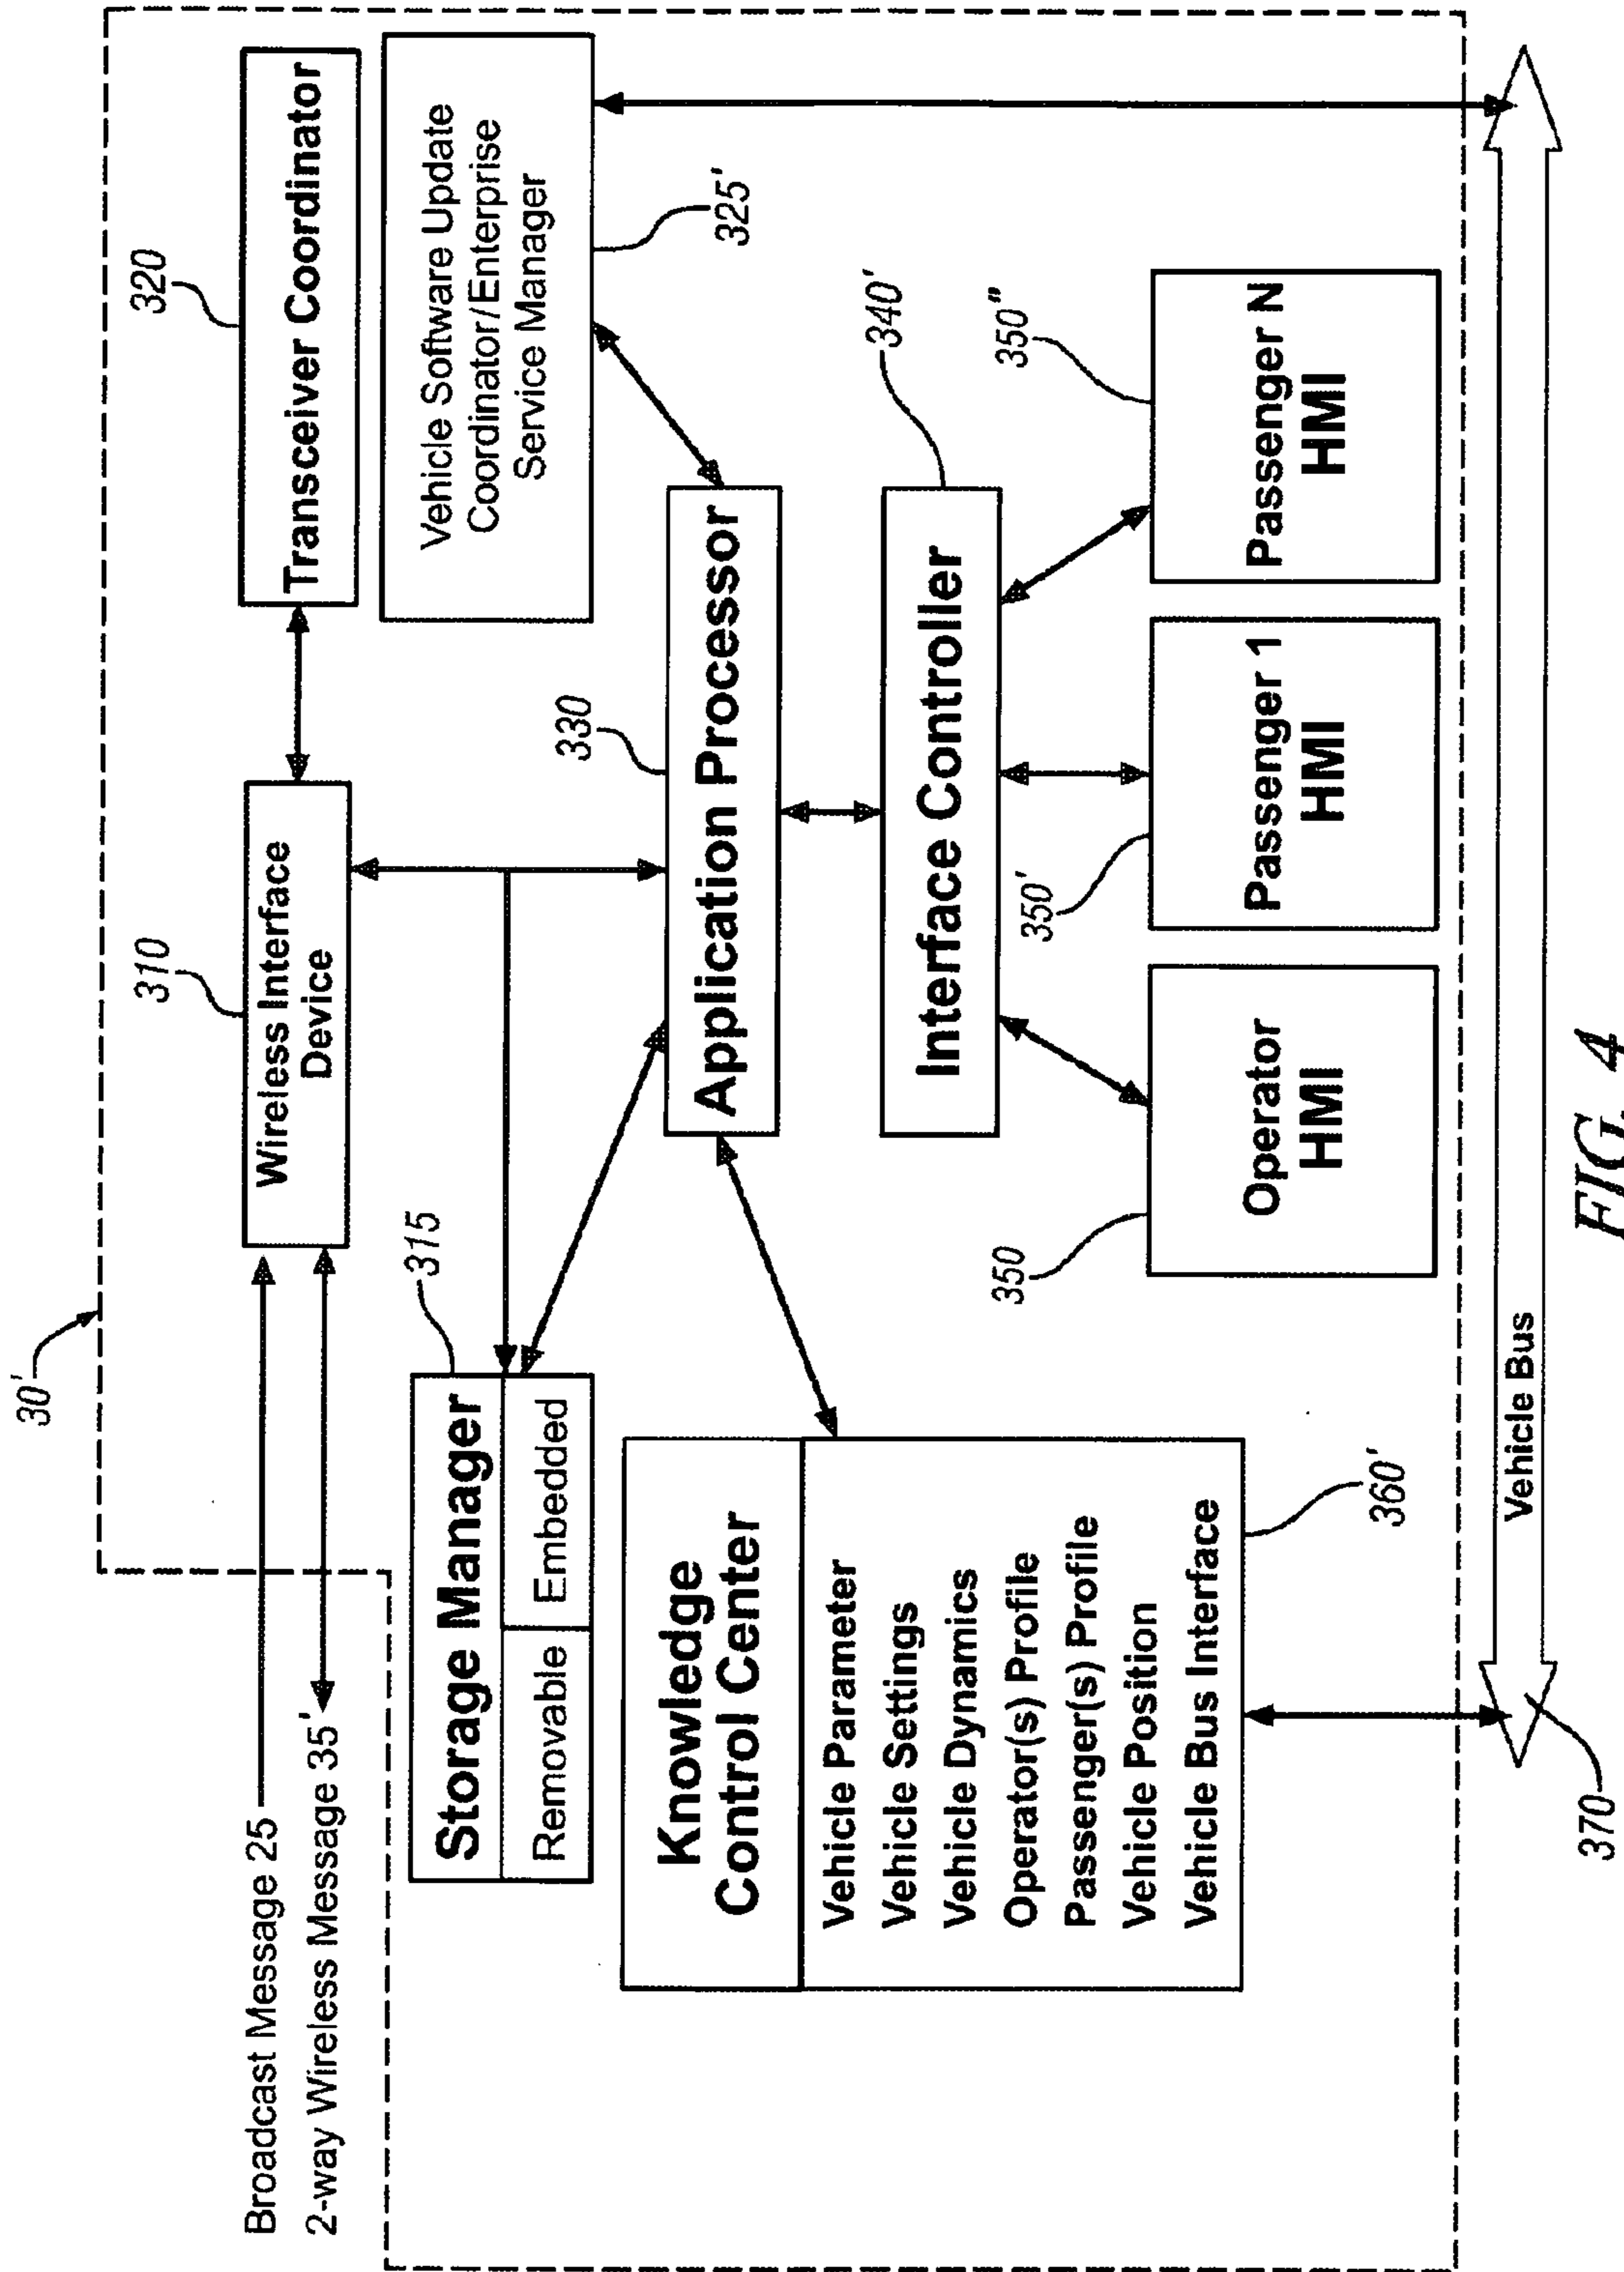 30'
Broadcast Message 25
2-way Wireless Message 35'
310
Wireless Interface
Device
320
Transceiver Coordinator
315
Storage Manager
Removable
Embedded
Vehicle Software Update
Coordinator/Enterprise
Service Manager
325'
330
Application Processor
Knowledge
Control Center
Vehicle Parameter
Vehicle Settings
Vehicle Dynamics
Operator(s) Profile
Passenger(s) Profile
Vehicle Position
Vehicle Bus Interface
360'
340'
Interface Controller
350
Operator
HMI
350'
Passenger 1
HMI
350"
Passenger N
HMI
Vehicle Bus
370
FIG. 4